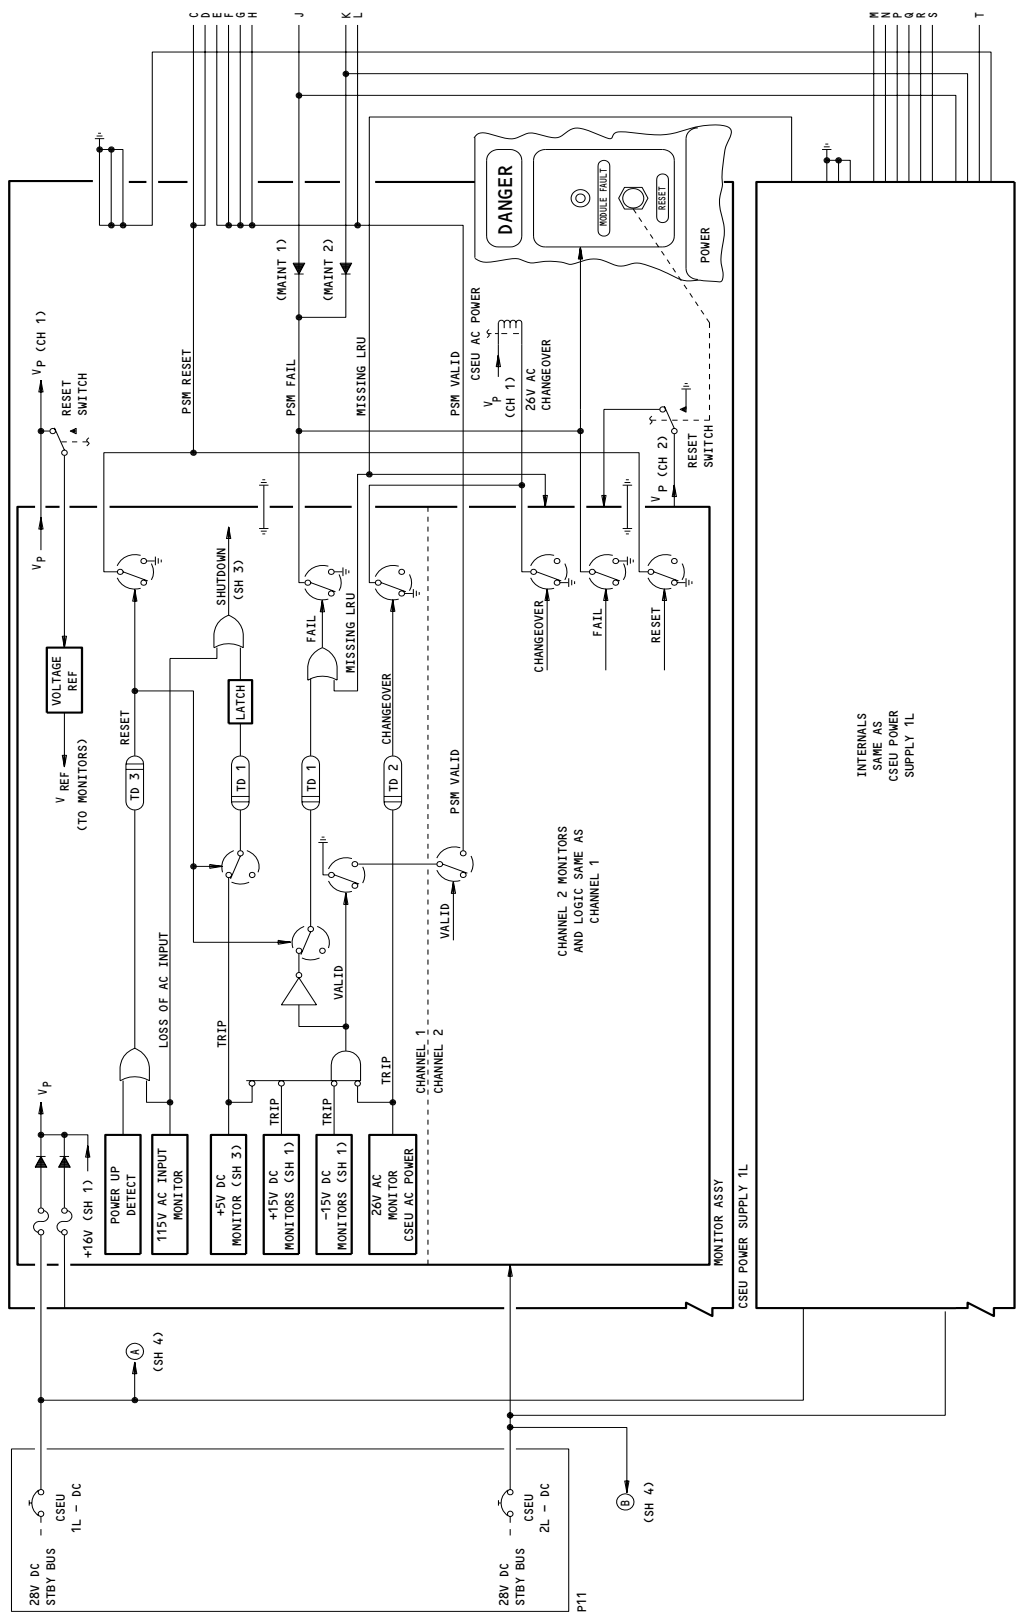 28V DC
STBY BUS
CSEU
1L - DC
28V DC
STBY BUS
CSEU
2L - DC
P11
A
(SH 4)
B
(SH 4)
+16V (SH 1)
VP
POWER UP
DETECT
115V AC INPUT
MONITOR
+5V DC
MONITOR (SH 3)
+15V DC
MONITORS (SH 1)
-15V DC
MONITORS (SH 1)
26V AC
MONITOR
CSEU AC POWER
LOSS OF AC INPUT
TRIP
TRIP
TRIP
TRIP
VALID
CHANNEL 1
CHANNEL 2
V REF
(TO MONITORS)
VOLTAGE
REF
TD 3
RESET
TD 1
LATCH
SHUTDOWN
(SH 3)
TD 1
FAIL
MISSING LRU
TD 2
CHANGEOVER
PSM VALID
VALID
CHANNEL 2 MONITORS
AND LOGIC SAME AS
CHANNEL 1
CHANGEOVER
FAIL
RESET
MONITOR ASSY
CSEU POWER SUPPLY 1L
VP
VP (CH 1)
RESET
SWITCH
PSM RESET
PSM FAIL
(MAINT 1)
(MAINT 2)
MISSING LRU
PSM VALID
CSEU AC POWER
VP
(CH 1)
26V AC
CHANGEOVER
VP (CH 2)
RESET
SWITCH
DANGER
MODULE FAULT
RESET
POWER
INTERNALS
SAME AS
CSEU POWER
SUPPLY 1L
C
D
E
F
G
H
J
K
L
M
N
P
Q
R
S
T